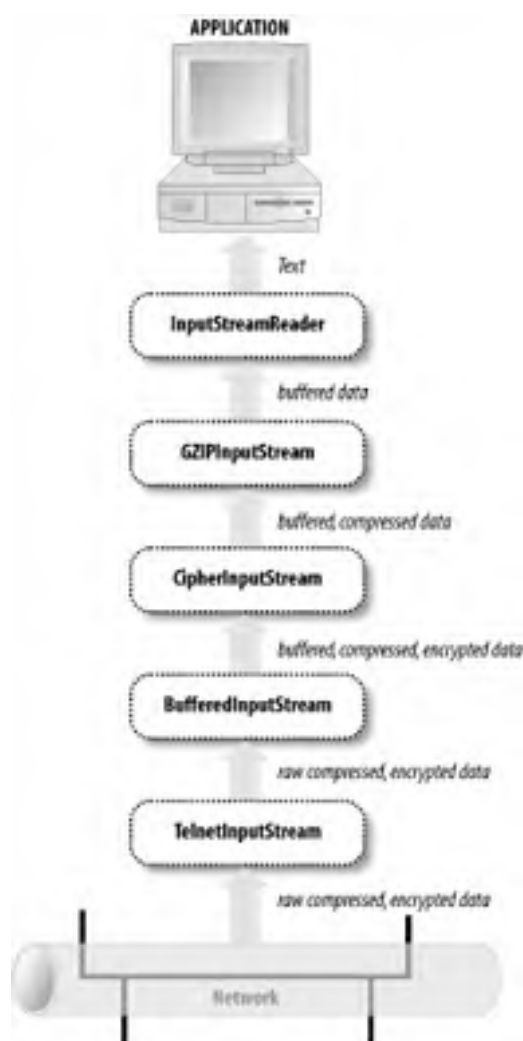 APPLICATION
Text
InputStreamReader
buffered data
GZIPInputStream
buffered, compressed data
CipherInputStream
buffered, compressed, encrypted data
BufferedInputStream
raw compressed, encrypted data
TelnetInputStream
raw compressed, encrypted data
Network